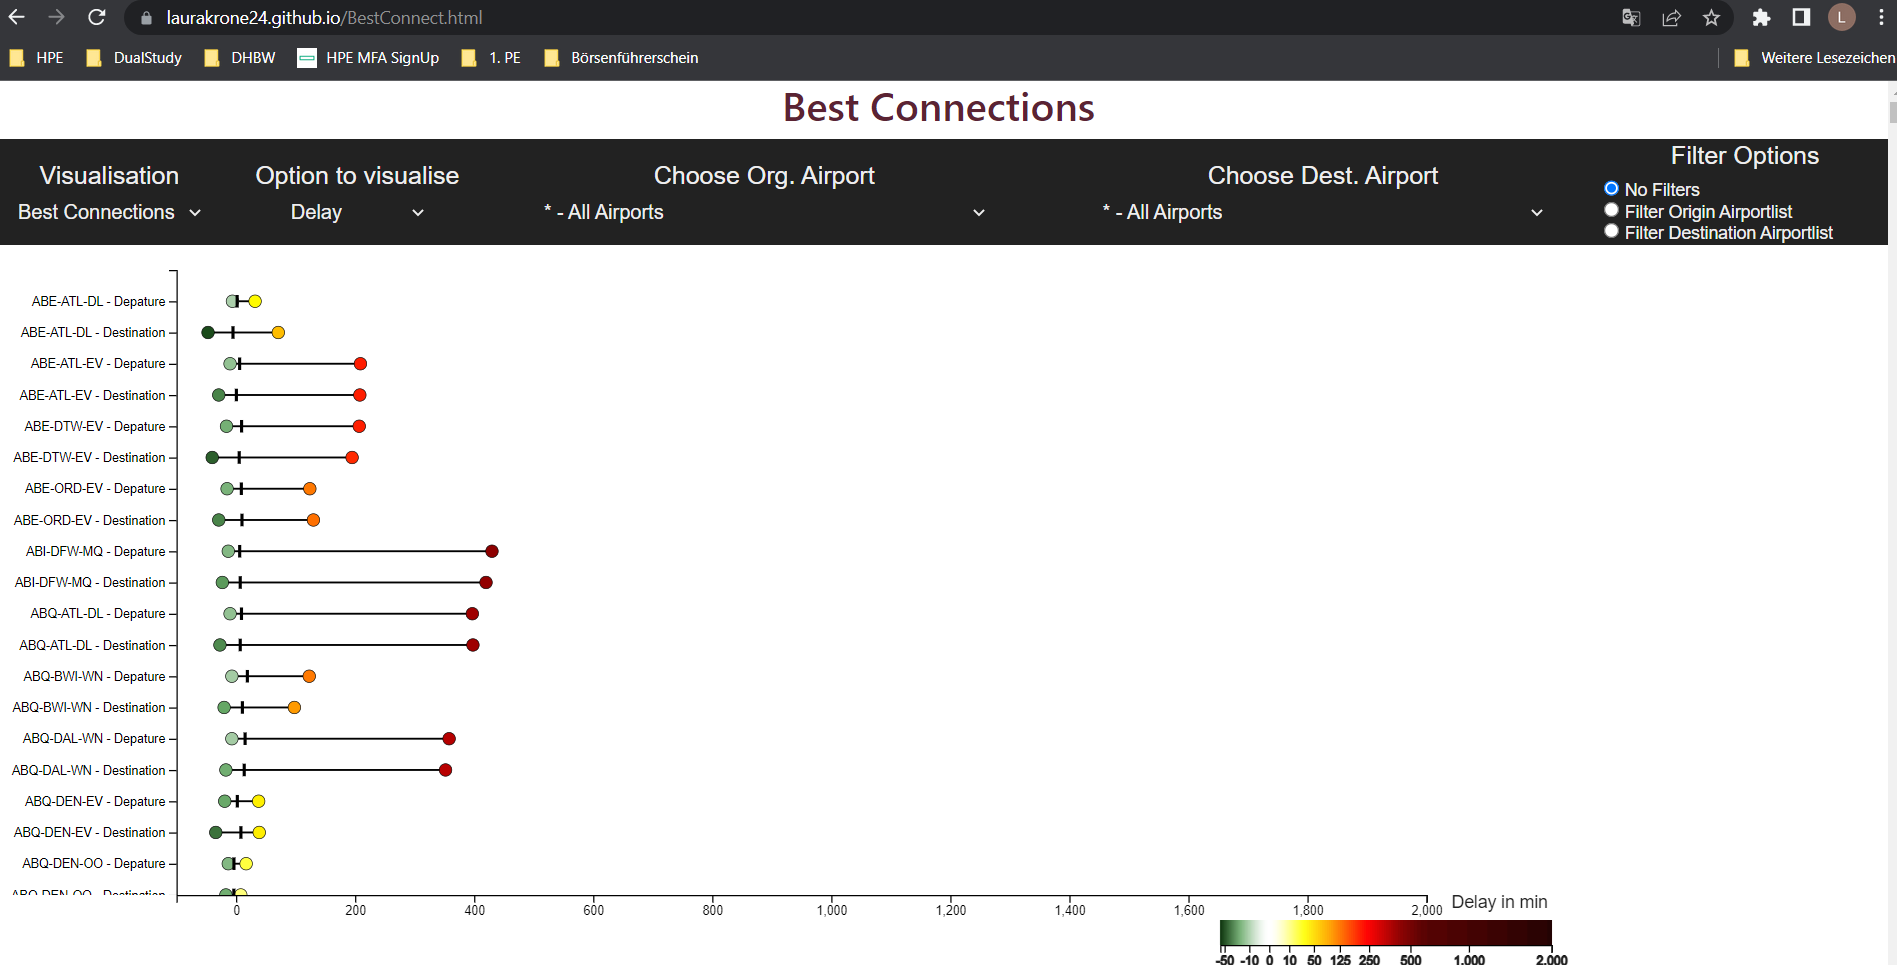 laurakrone24.github.io/BestConnect.html
L
HPE DualStudy DHBW HPE MFA SignUp 1. PE Börsenführerschein Weitere Lesezeichen
Best Connections
Visualisation Option to visualise Choose Org. Airport Choose Dest. Airport Filter Options
Best Connections Delay * - All Airports * - All Airports
No Filters
Filter Origin Airportlist
Filter Destination Airportlist
ABE-ATL-DL - Depature
ABE-ATL-DL - Destination
ABE-ATL-EV - Depature
ABE-ATL-EV - Destination
ABE-DTW-EV - Depature
ABE-DTW-EV - Destination
ABE-ORD-EV - Depature
ABE-ORD-EV - Destination
ABI-DFW-MQ - Depature
ABI-DFW-MQ - Destination
ABQ-ATL-DL - Depature
ABQ-ATL-DL - Destination
ABQ-BWI-WN - Depature
ABQ-BWI-WN - Destination
ABQ-DAL-WN - Depature
ABQ-DAL-WN - Destination
ABQ-DEN-EV - Depature
ABQ-DEN-EV - Destination
ABQ-DEN-OO - Depature
ABQ-DEN-OO - Destination
0 200 400 600 800 1,000 1,200 1,400 1,600 1,800 2,000
Delay in min
-50 -10 0 10 50 125 250 500 1.000 2.000